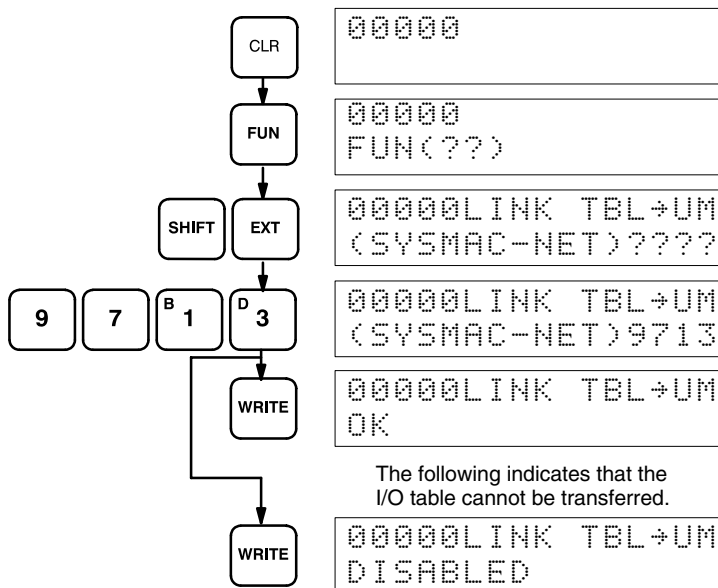 CLR
00000
FUN
00000
FUN(??)
SHIFT
EXT
00000LINK TBL→UM
(SYSMAC-NET)????
9
7
B 1
D 3
00000LINK TBL→UM
(SYSMAC-NET)9713
WRITE
00000LINK TBL→UM
OK
The following indicates that the
I/O table cannot be transferred.
WRITE
00000LINK TBL→UM
DISABLED